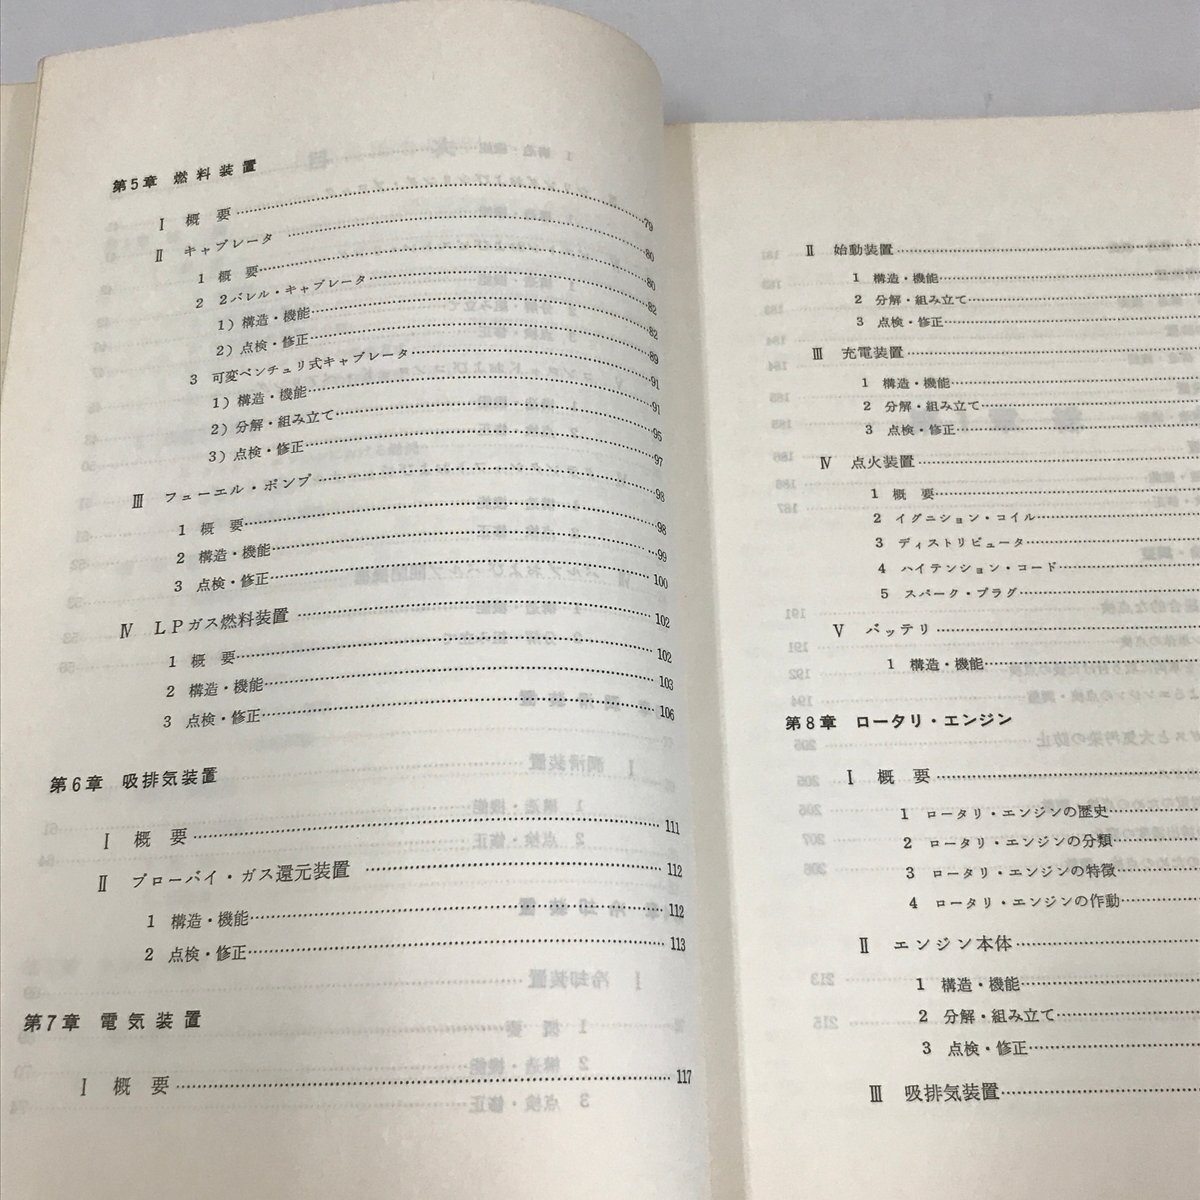 第5章 燃料装置
Ⅰ 概要……79
Ⅱ キャブレータ……80
1 概要……80
2 2バレル・キャブレータ……82
1）構造・機能……82
2）点検・修正……89
3 可変ベンチュリ式キャブレータ……91
1）構造・機能……91
2）分解・組み立て……95
3）点検・修正……97
Ⅲ フューエル・ポンプ……98
1 概要……98
2 構造・機能……99
3 点検・修正……100
Ⅳ LPガス燃料装置……102
1 概要……102
2 構造・機能……103
3 点検・修正……106
第6章 吸排気装置
Ⅰ 概要……111
Ⅱ ブローバイ・ガス還元装置……112
1 構造・機能……112
2 点検・修正……113
第7章 電気装置
Ⅰ 概要……117
Ⅱ 始動装置……
1 構造・機能……
2 分解・組み立て……
3 点検・修正……
Ⅲ 充電装置……
1 構造・機能……
2 分解・組み立て……
3 点検・修正……
Ⅳ 点火装置……
1 概要……
2 イグニション・コイル……
3 ディストリビュータ……
4 ハイテンション・コード……
5 スパーク・プラグ……
Ⅴ バッテリ……
1 構造・機能……
第8章 ロータリ・エンジン
Ⅰ 概要……
1 ロータリ・エンジンの歴史……
2 ロータリ・エンジンの分類……
3 ロータリ・エンジンの特徴……
4 ロータリ・エンジンの作動……
Ⅱ エンジン本体……
1 構造・機能……
2 分解・組み立て……
3 点検・修正……
Ⅲ 吸排気装置……